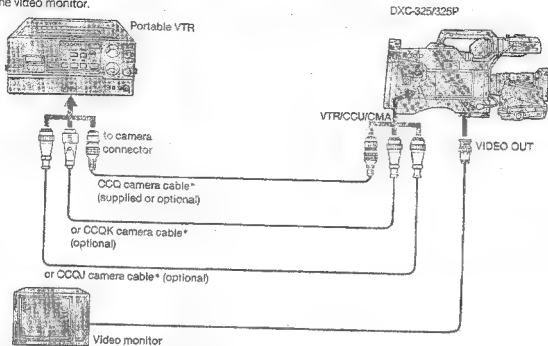 the video monitor.
DXC-325/325P
Portable VTR
VTR/CCU/CMA
to camera
connector
VIDEO OUT
CCQ camera cable*
(supplied or optional)
or CCQK camera cable*
(optional)
or CCQJ camera cable* (optional)
Video monitor